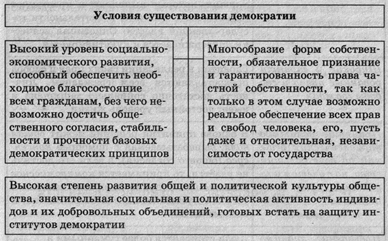 Условия существования демократии
Высокий уровень социально-
экономического развития,
способный обеспечить необ-
ходимое благосостояние
всем гражданам, без чего не-
возможно достичь обще-
ственного согласия, стабиль-
ности и прочности базовых
демократических принципов
Многообразие форм собствен-
ности, обязательное признание
и гарантированность права
частной собственности, так как
только в этом случае возможно
реальное обеспечение всех прав
и свобод человека, его, пусть
даже и относительная, незави-
симость от государства
Высокая степень развития общей и политической культуры обще-
ства, значительная социальная и политическая активность индиви-
дов и их добровольных объединений, готовых встать на защиту ин-
ститутов демократии